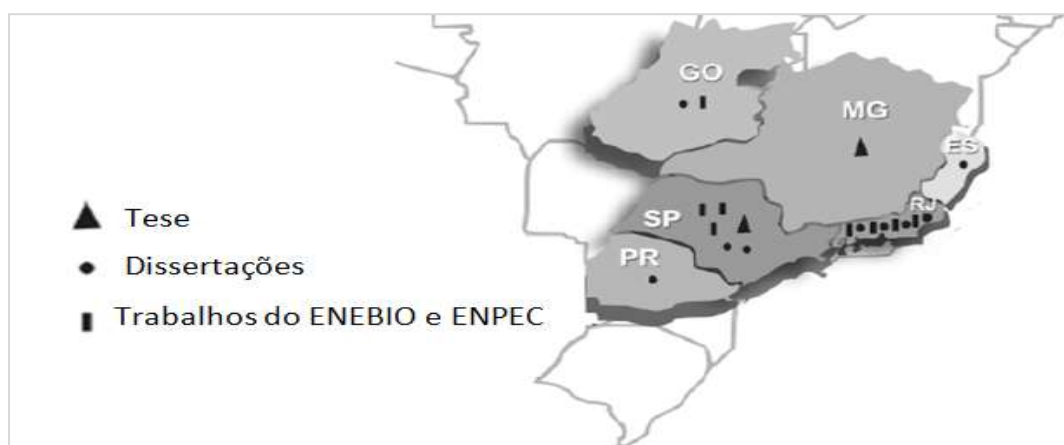 GO
MG
ES
SP
RJ
PR
Tese
Dissertações
Trabalhos do ENEBIO e ENPEC